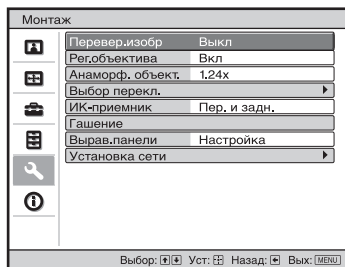 Монтаж
Перевер.изобр Выкл
Рег.объектива Вкл
Анаморф. объект. 1.24x
Выбор перекл.
ИК-приемник Пер. и задн.
Гашение
Вырав.панели Настройка
Установка сети
Выбор: Уст: Назад: Вых: MENU